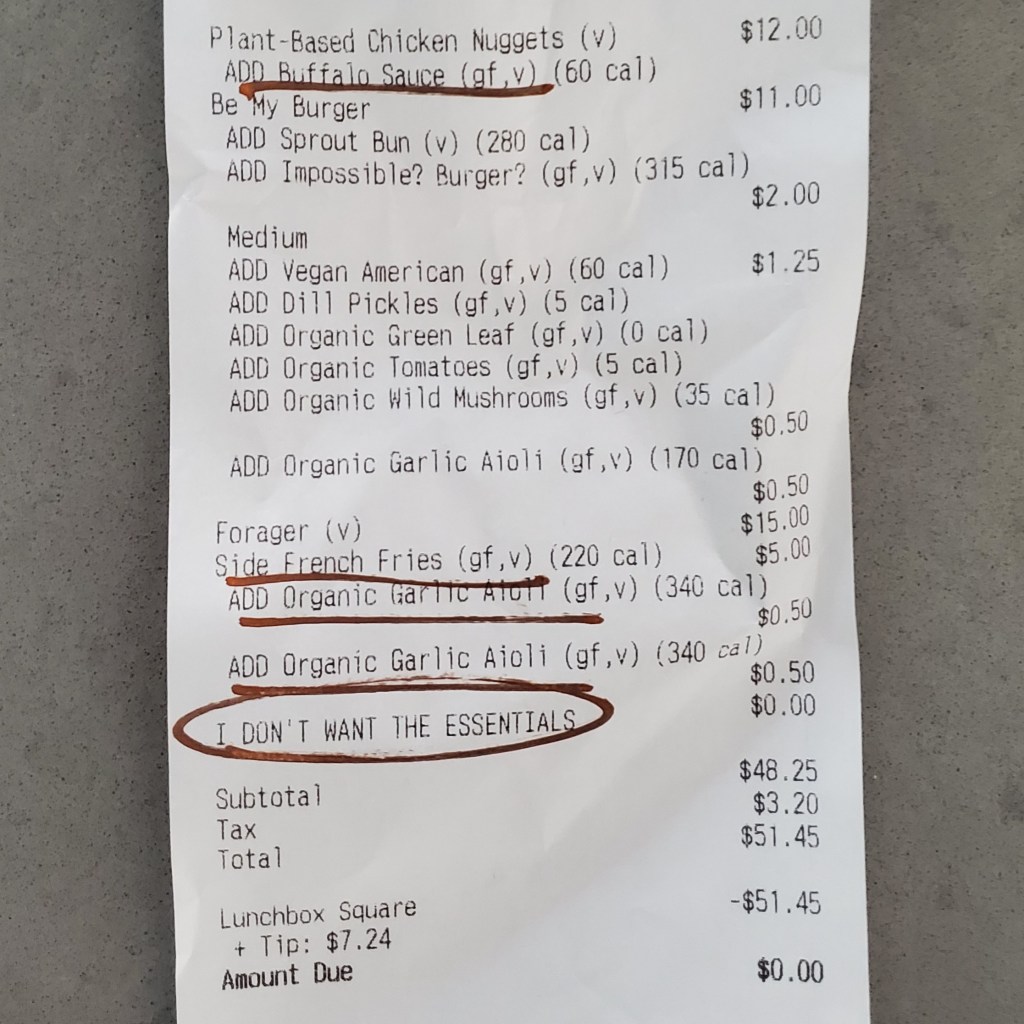 Plant-Based Chicken Nuggets (v) $12.00
ADD Buffalo Sauce (gf,v) (60 cal)
Be My Burger $11.00
ADD Sprout Bun (v) (280 cal)
ADD Impossible? Burger? (gf,v) (315 cal)
$2.00
Medium
ADD Vegan American (gf,v) (60 cal) $1.25
ADD Dill Pickles (gf,v) (5 cal)
ADD Organic Green Leaf (gf,v) (0 cal)
ADD Organic Tomatoes (gf,v) (5 cal)
ADD Organic Wild Mushrooms (gf,v) (35 cal)
$0.50
ADD Organic Garlic Aioli (gf,v) (170 cal)
$0.50
Forager (v) $15.00
Side French Fries (gf,v) (220 cal) $5.00
ADD Organic Garlic Aioli (gf,v) (340 cal)
$0.50
ADD Organic Garlic Aioli (gf,v) (340 cal)
$0.50
I DON'T WANT THE ESSENTIALS $0.00
Subtotal $48.25
Tax $3.20
Total $51.45
Lunchbox Square -$51.45
+ Tip: $7.24
Amount Due $0.00